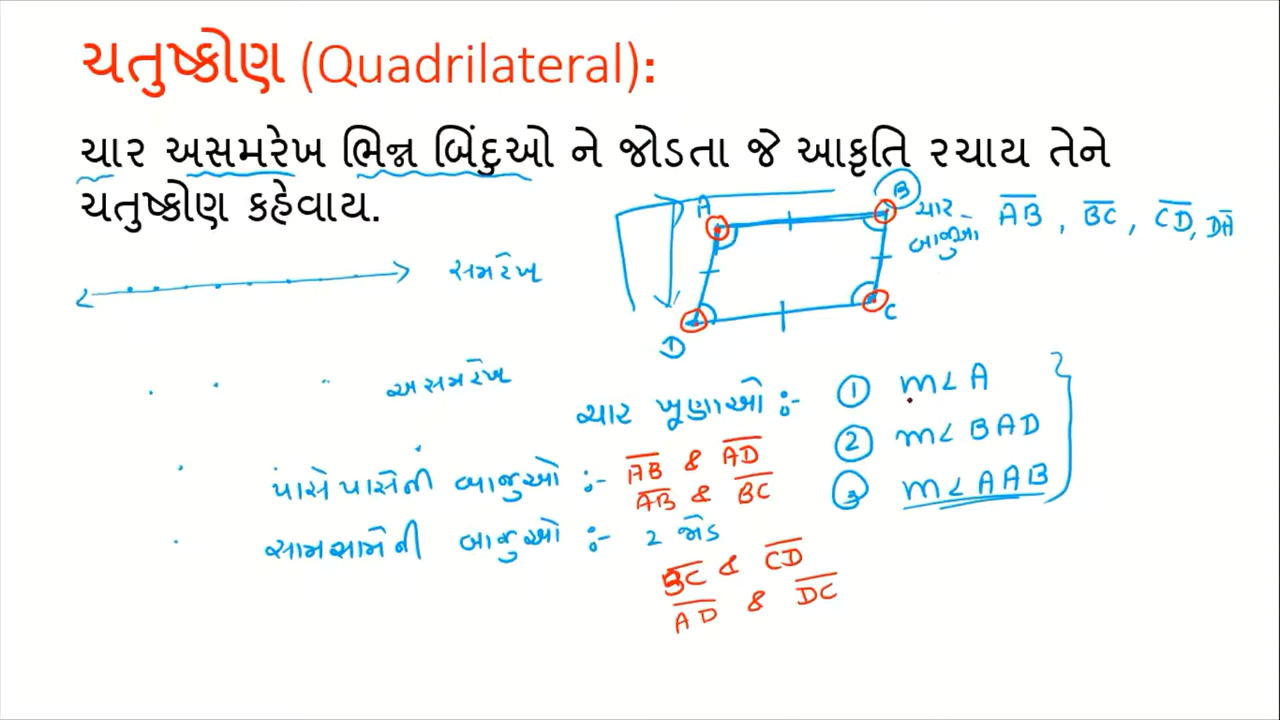 ચતુષ્કોણ (Quadrilateral):
ચાર અસમરેખ ભિન્ન બિંદુઓ ને જોડતા જે આકૃતિ રચાય તેને
ચતુષ્કોણ કહેવાય.
A B
D C
ચાર બાજુઓ AB, BC, CD, DA
સમરેખ
અસમરેખ
ચાર ખૂણાઓ :-
① m∠A
② m∠BAD
③ m∠AAB
પાસેપાસેની બાજુઓ :- AB & AD
AB & BC
સામસામેની બાજુઓ :- 2 જોડ
BC & CD
AD & DC